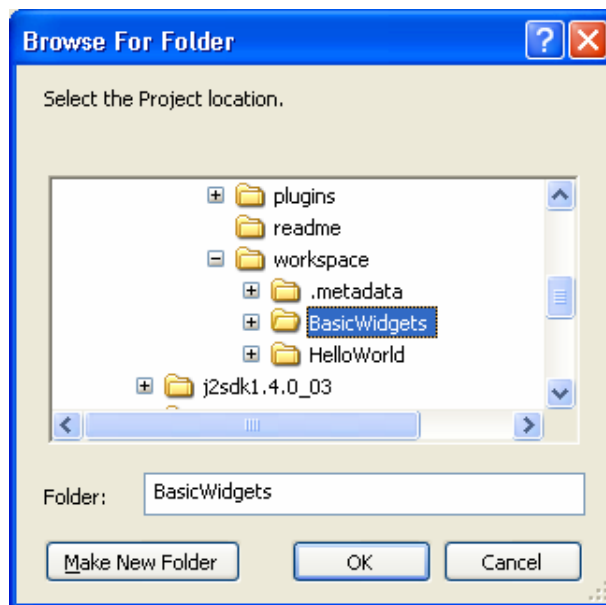 Browse For Folder
Select the Project location.
plugins
readme
workspace
.metadata
BasicWidgets
HelloWorld
j2sdk1.4.0_03
Folder: BasicWidgets
Make New Folder OK Cancel